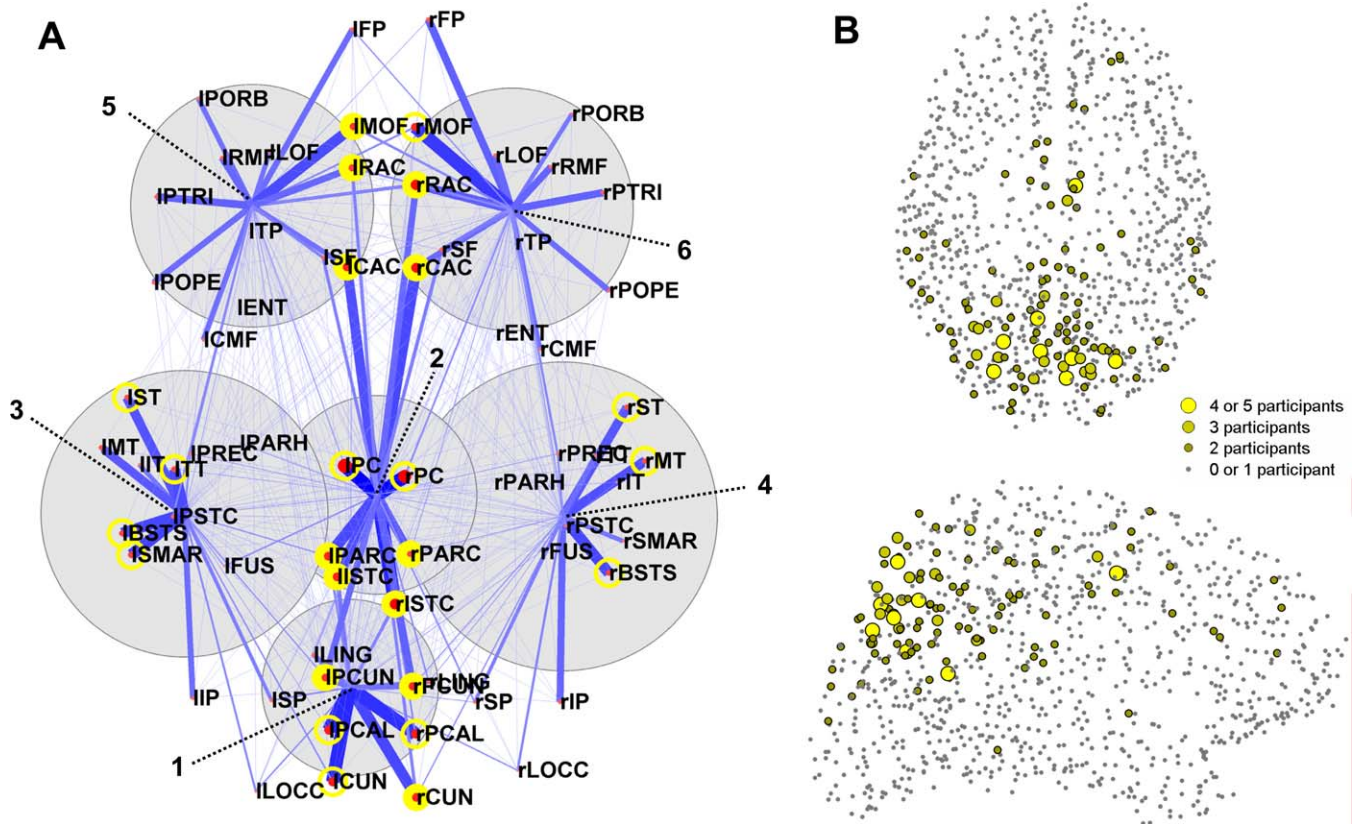 A
B
lFP
rFP
5
lPORB
rPORB
lMOF
rMOF
lRMF
lLOF
rLOF
lRAC
rRMF
rRAC
lPTRI
rPTRI
lTP
rTP
6
lSF
rSF
lCAC
rCAC
lPOPE
rPOPE
lENT
rENT
lCMF
rCMF
2
3
lST
rST
lMT
lPARH
lPREC
rPREC
lIT
lTT
rMT
lPC
rPC
rPARH
rIT
4
lPSTC
rPSTC
lBSTS
rSMAR
lSMAR
rFUS
lFUS
lPARC
rPARC
rBSTS
lISTC
rISTC
lLING
lPCUN
rPCUN
rLING
lIP
lSP
rSP
rIP
lPCAL
rPCAL
1
rLOCC
lLOCC
lCUN
rCUN
4 or 5 participants
3 participants
2 participants
0 or 1 participant